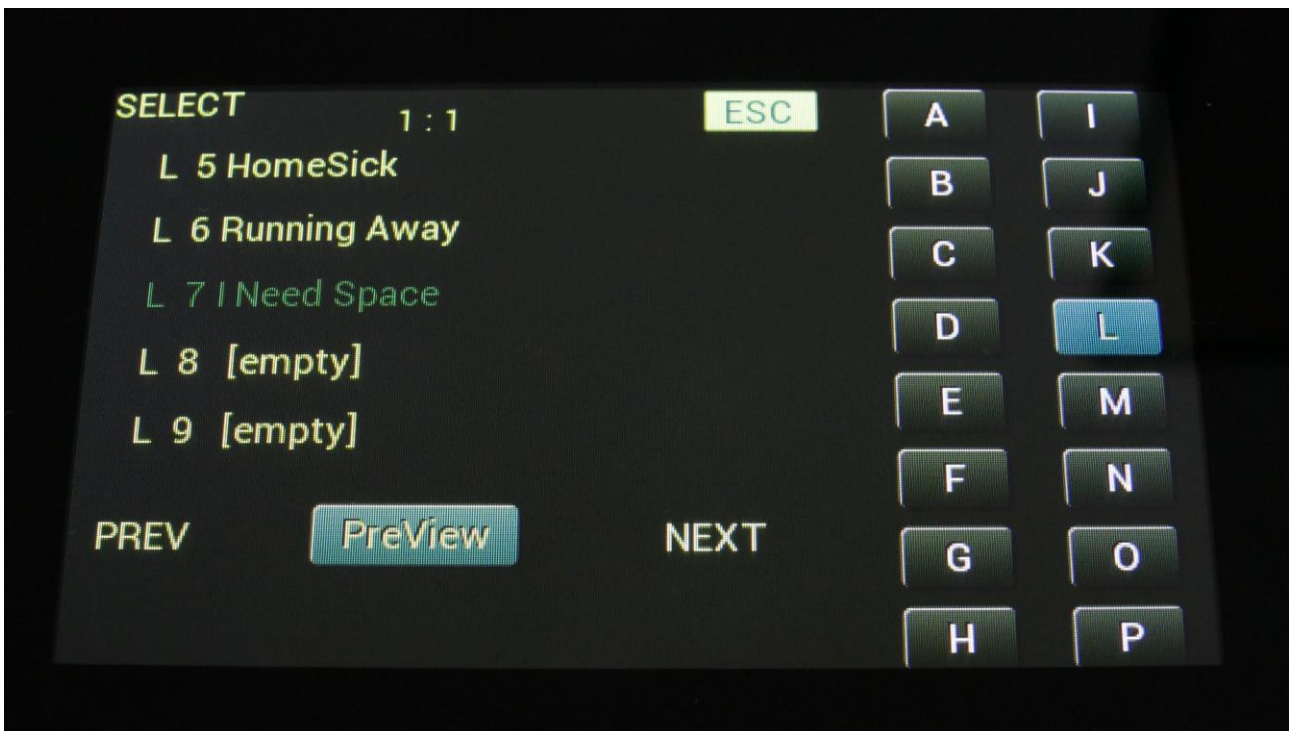 SELECT 1 : 1 ESC
L 5 HomeSick
L 6 Running Away
L 7 I Need Space
L 8 [empty]
L 9 [empty]
PREV PreView NEXT
A I
B J
C K
D L
E M
F N
G O
H P